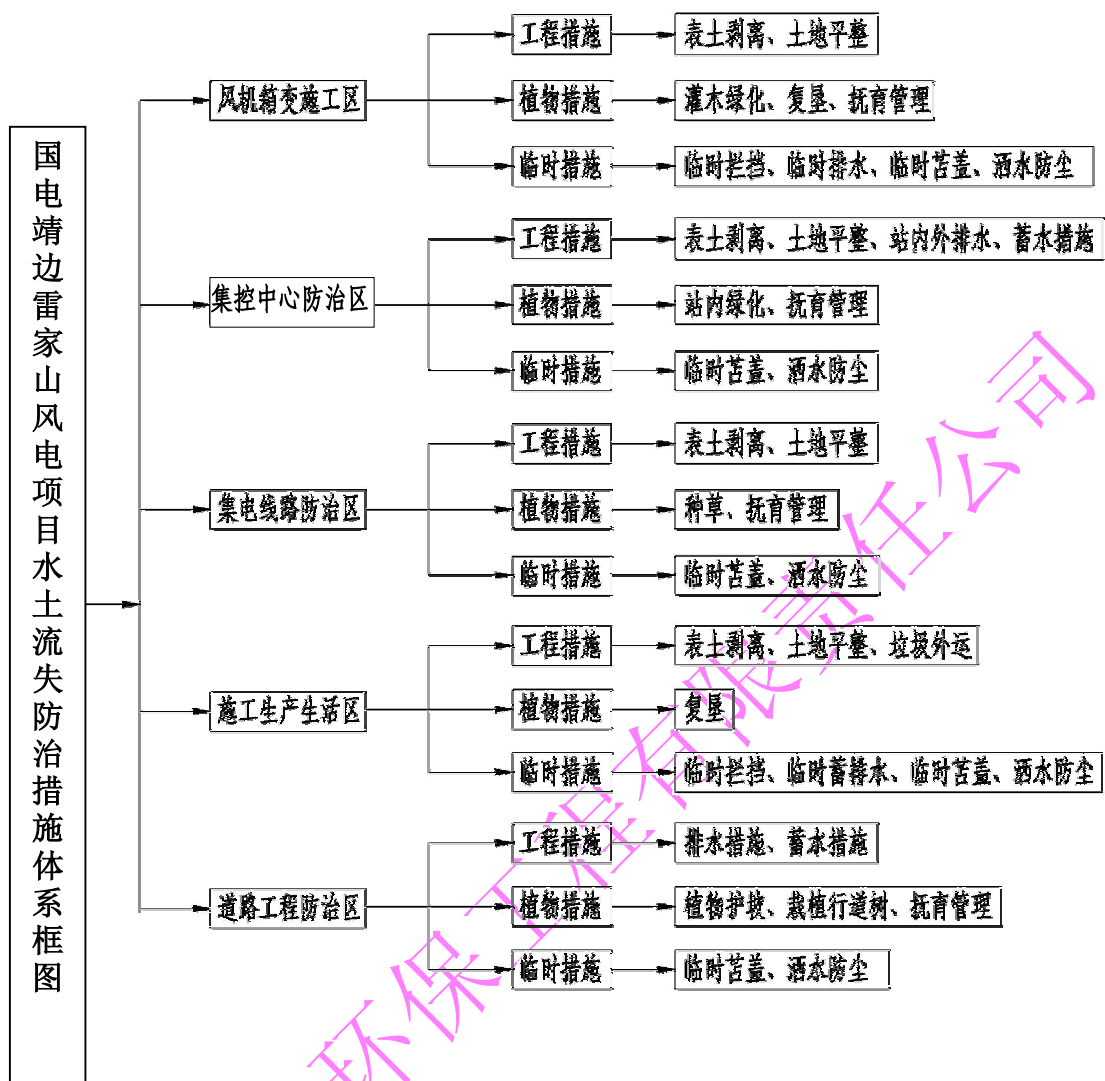 国电靖边雷家山风电项目水土流失防治措施体系框图
风机箱变施工区
工程措施
表土剥离、土地平整
植物措施
灌木绿化、复垦、抚育管理
临时措施
临时拦挡、临时排水、临时苫盖、洒水防尘
集控中心防治区
工程措施
表土剥离、土地平整、站内外排水、蓄水措施
植物措施
站内绿化、抚育管理
临时措施
临时苫盖、洒水防尘
集电线路防治区
工程措施
表土剥离、土地平整
植物措施
种草、抚育管理
临时措施
临时苫盖、洒水防尘
施工生产生活区
工程措施
表土剥离、土地平整、垃圾外运
植物措施
复垦
临时措施
临时拦挡、临时蓄排水、临时苫盖、洒水防尘
道路工程防治区
工程措施
排水措施、蓄水措施
植物措施
植物护坡、栽植行道树、抚育管理
临时措施
临时苫盖、洒水防尘
环保工程有限责任公司